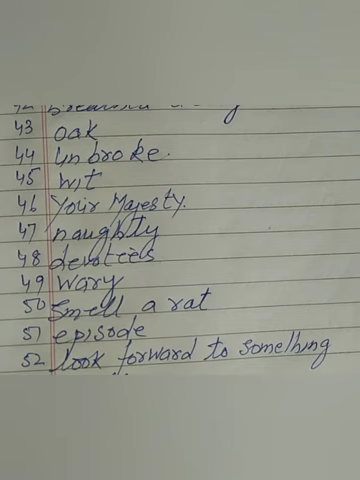 43 oak
44 Unbroke.
45 wit
46 Your Majesty.
47 naughty
48 devotees
49 wary
50 Smell a rat
51 episode
52 look forward to something